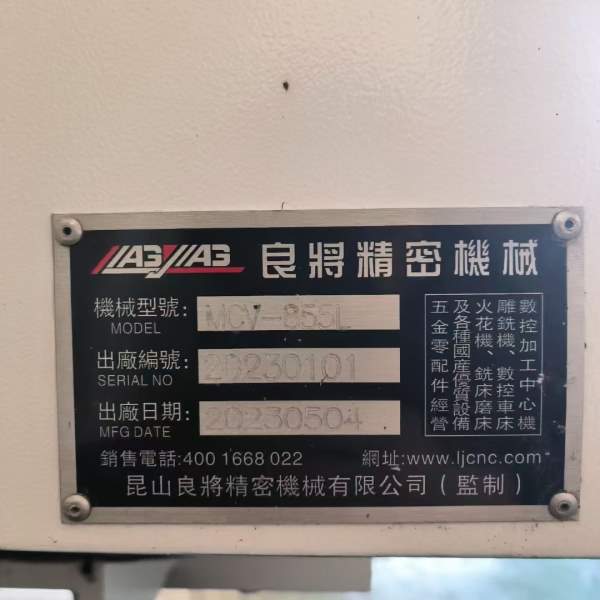 良將精密機械
機械型號: MCV-855L
MODEL
出廠編號: 20230101
SERIAL NO
出廠日期: 20230504
MFG DATE
數控加工中心機
雕銑機、數控車床
火花機、銑床磨床
及各種國產優質設備
五金零配件經營
銷售電話:400 1668 022 網址:www.ljcnc.com
昆山良將精密機械有限公司(監制)